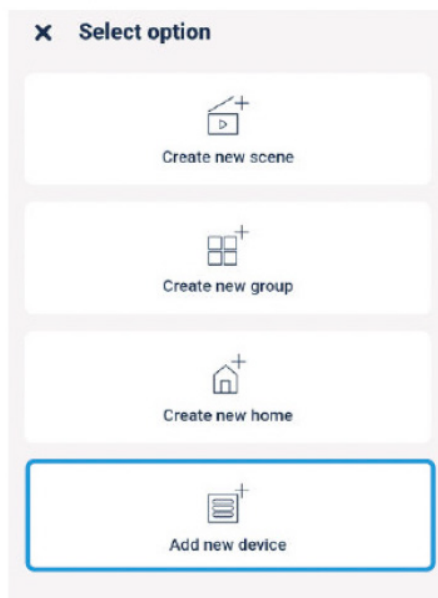 Select option
Create new scene
Create new group
Create new home
Add new device